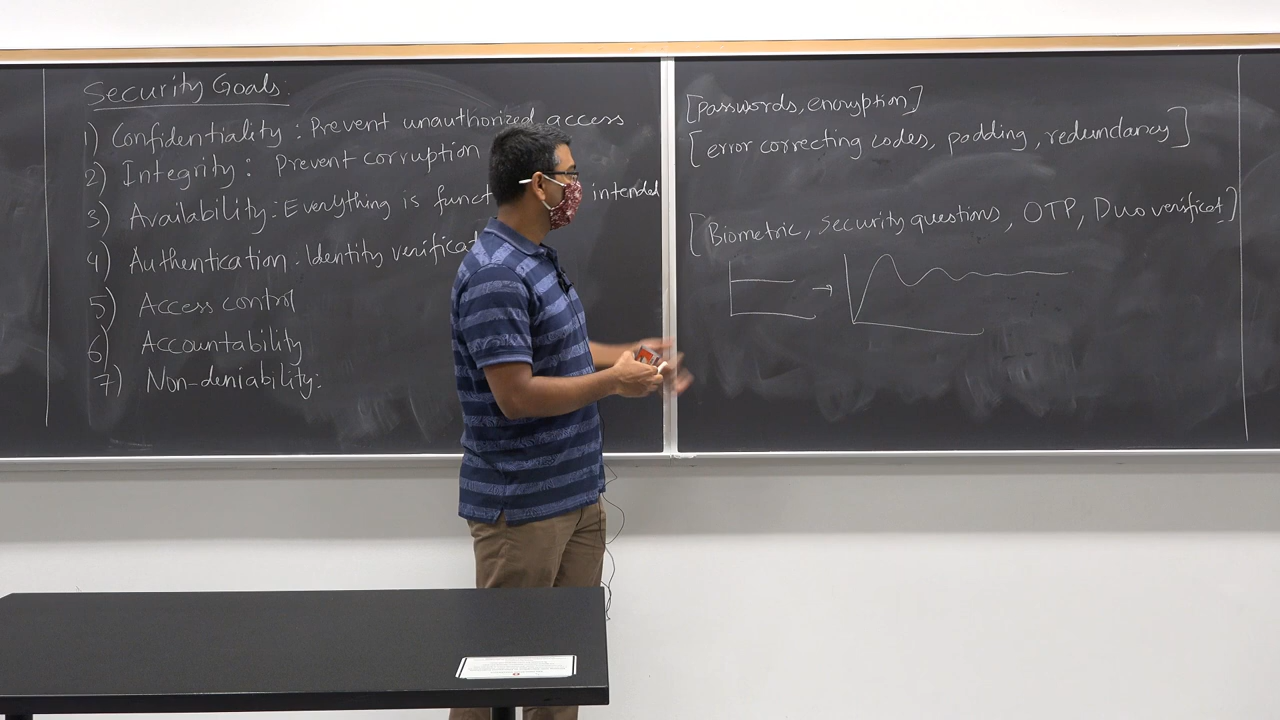 Security Goals:
1) Confidentiality: Prevent unauthorized access
2) Integrity: Prevent corruption
3) Availability: Everything is funct intended
4) Authentication: Identity verificat
5) Access control
6) Accountability
7) Non-deniability:
[Passwords, encryption]
[error correcting codes, padding, redundancy]
[Biometric, Security questions, OTP, Duo verificat]